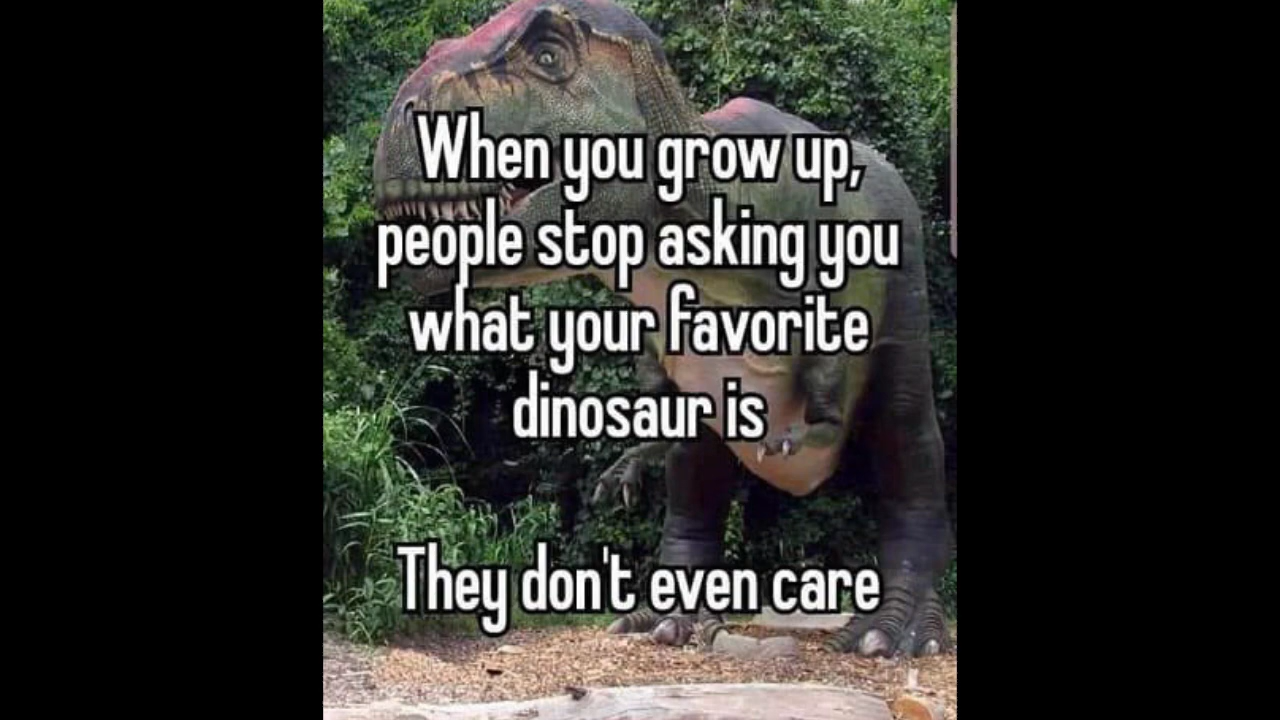 When you grow up,
people stop asking you
what your favorite
dinosaur is
They don't even care